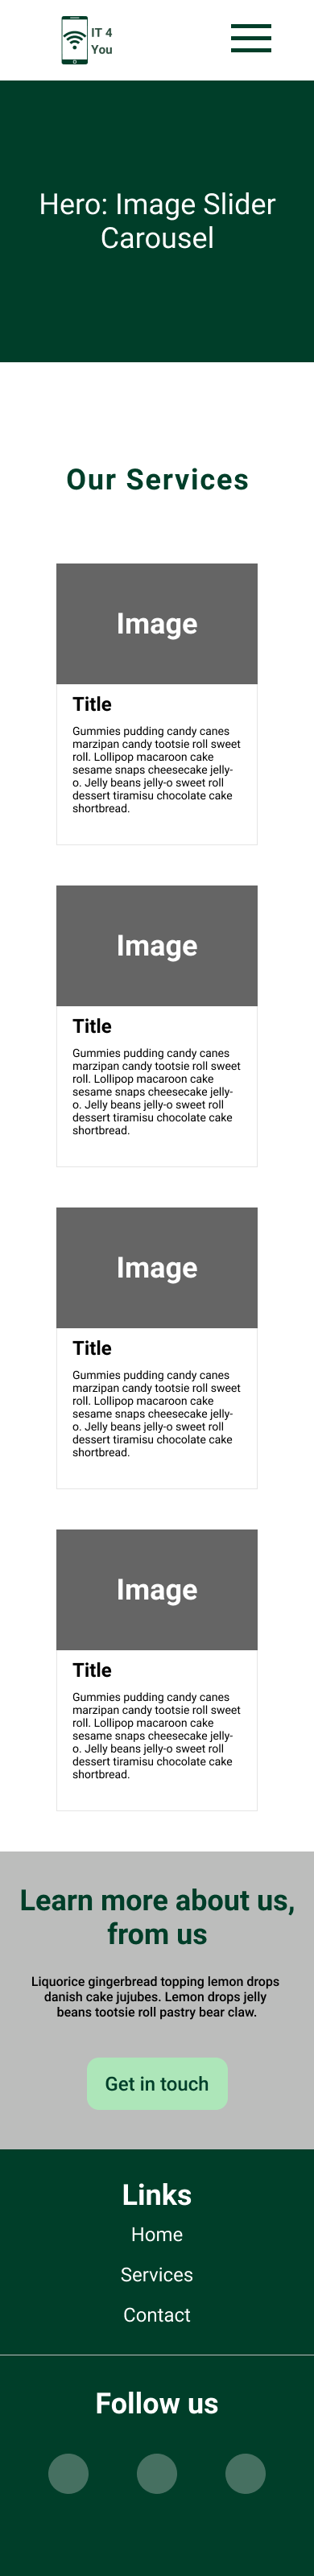 IT 4
You
Hero: Image Slider
Carousel
Our Services
Image
Title
Gummies pudding candy canes
marzipan candy tootsie roll sweet
roll. Lollipop macaroon cake
sesame snaps cheesecake jelly-
o. Jelly beans jelly-o sweet roll
dessert tiramisu chocolate cake
shortbread.
Image
Title
Gummies pudding candy canes
marzipan candy tootsie roll sweet
roll. Lollipop macaroon cake
sesame snaps cheesecake jelly-
o. Jelly beans jelly-o sweet roll
dessert tiramisu chocolate cake
shortbread.
Image
Title
Gummies pudding candy canes
marzipan candy tootsie roll sweet
roll. Lollipop macaroon cake
sesame snaps cheesecake jelly-
o. Jelly beans jelly-o sweet roll
dessert tiramisu chocolate cake
shortbread.
Image
Title
Gummies pudding candy canes
marzipan candy tootsie roll sweet
roll. Lollipop macaroon cake
sesame snaps cheesecake jelly-
o. Jelly beans jelly-o sweet roll
dessert tiramisu chocolate cake
shortbread.
Learn more about us,
from us
Liquorice gingerbread topping lemon drops
danish cake jujubes. Lemon drops jelly
beans tootsie roll pastry bear claw.
Get in touch
Links
Home
Services
Contact
Follow us